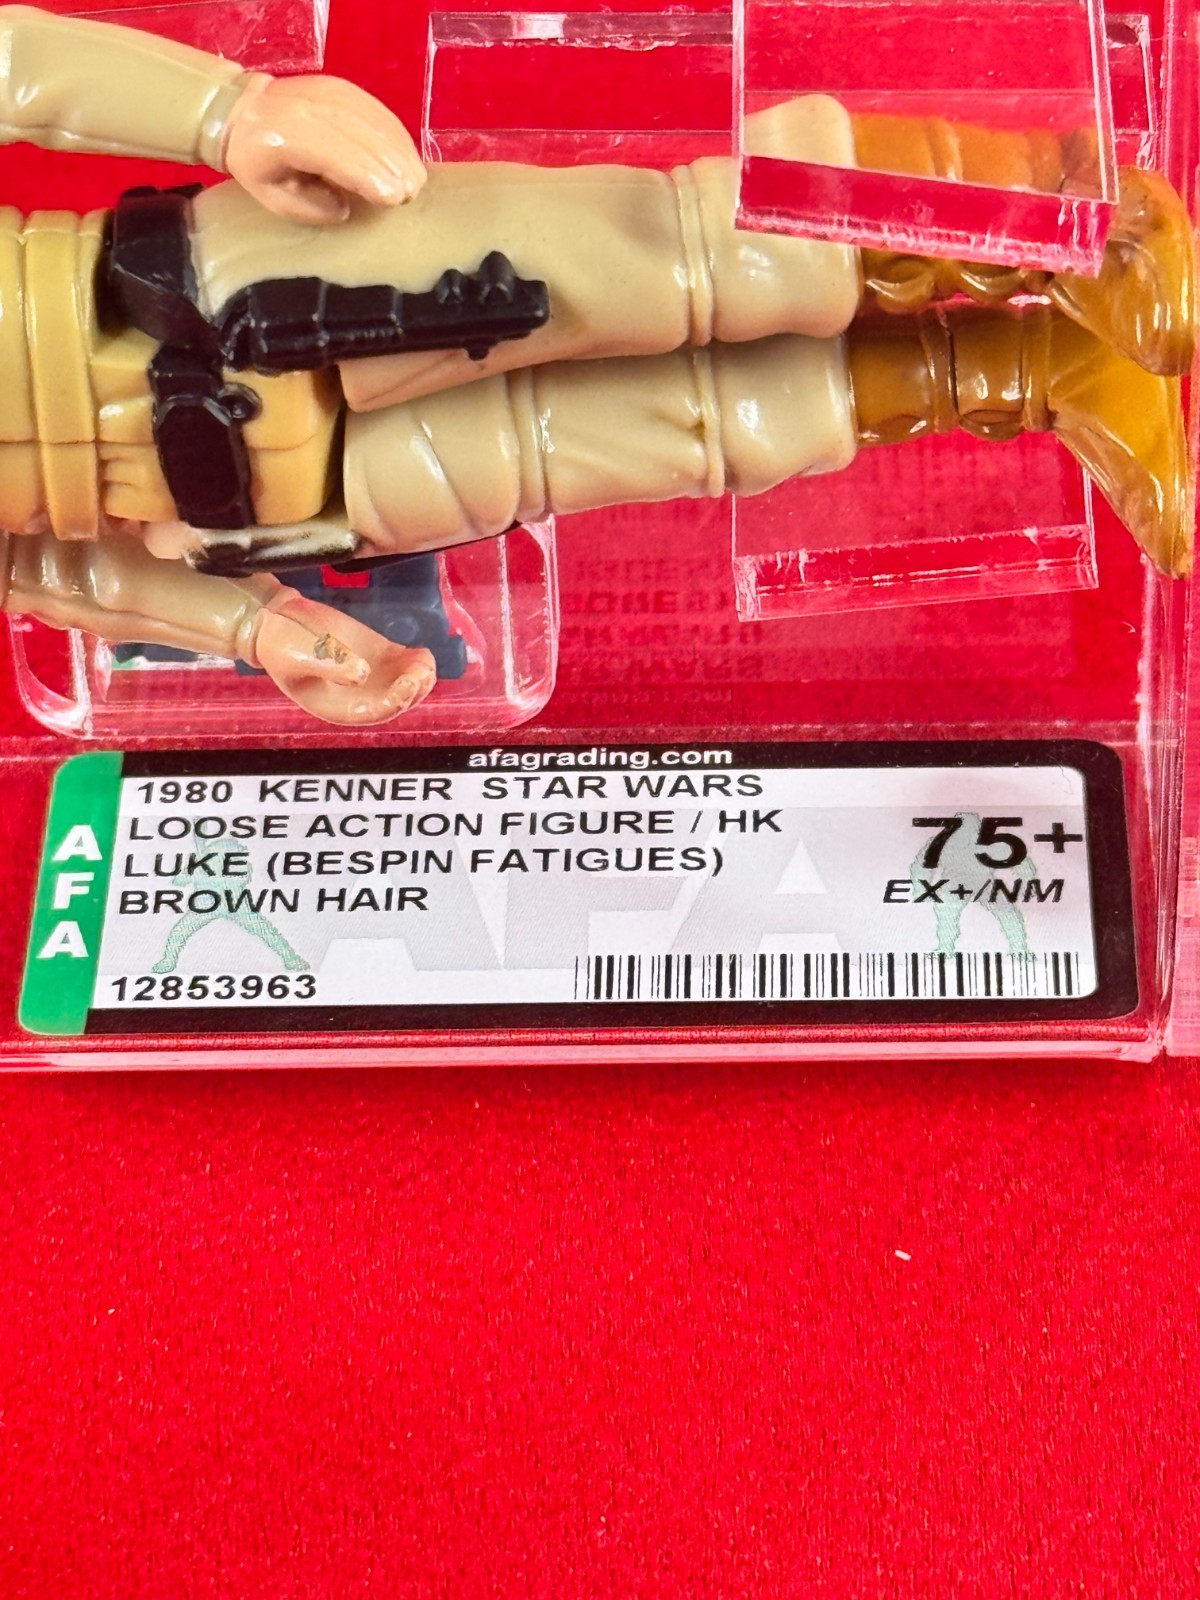 afagrading.com
AFA
1980 KENNER STAR WARS
LOOSE ACTION FIGURE / HK
LUKE (BESPIN FATIGUES)
BROWN HAIR
75+
EX+/NM
12853963